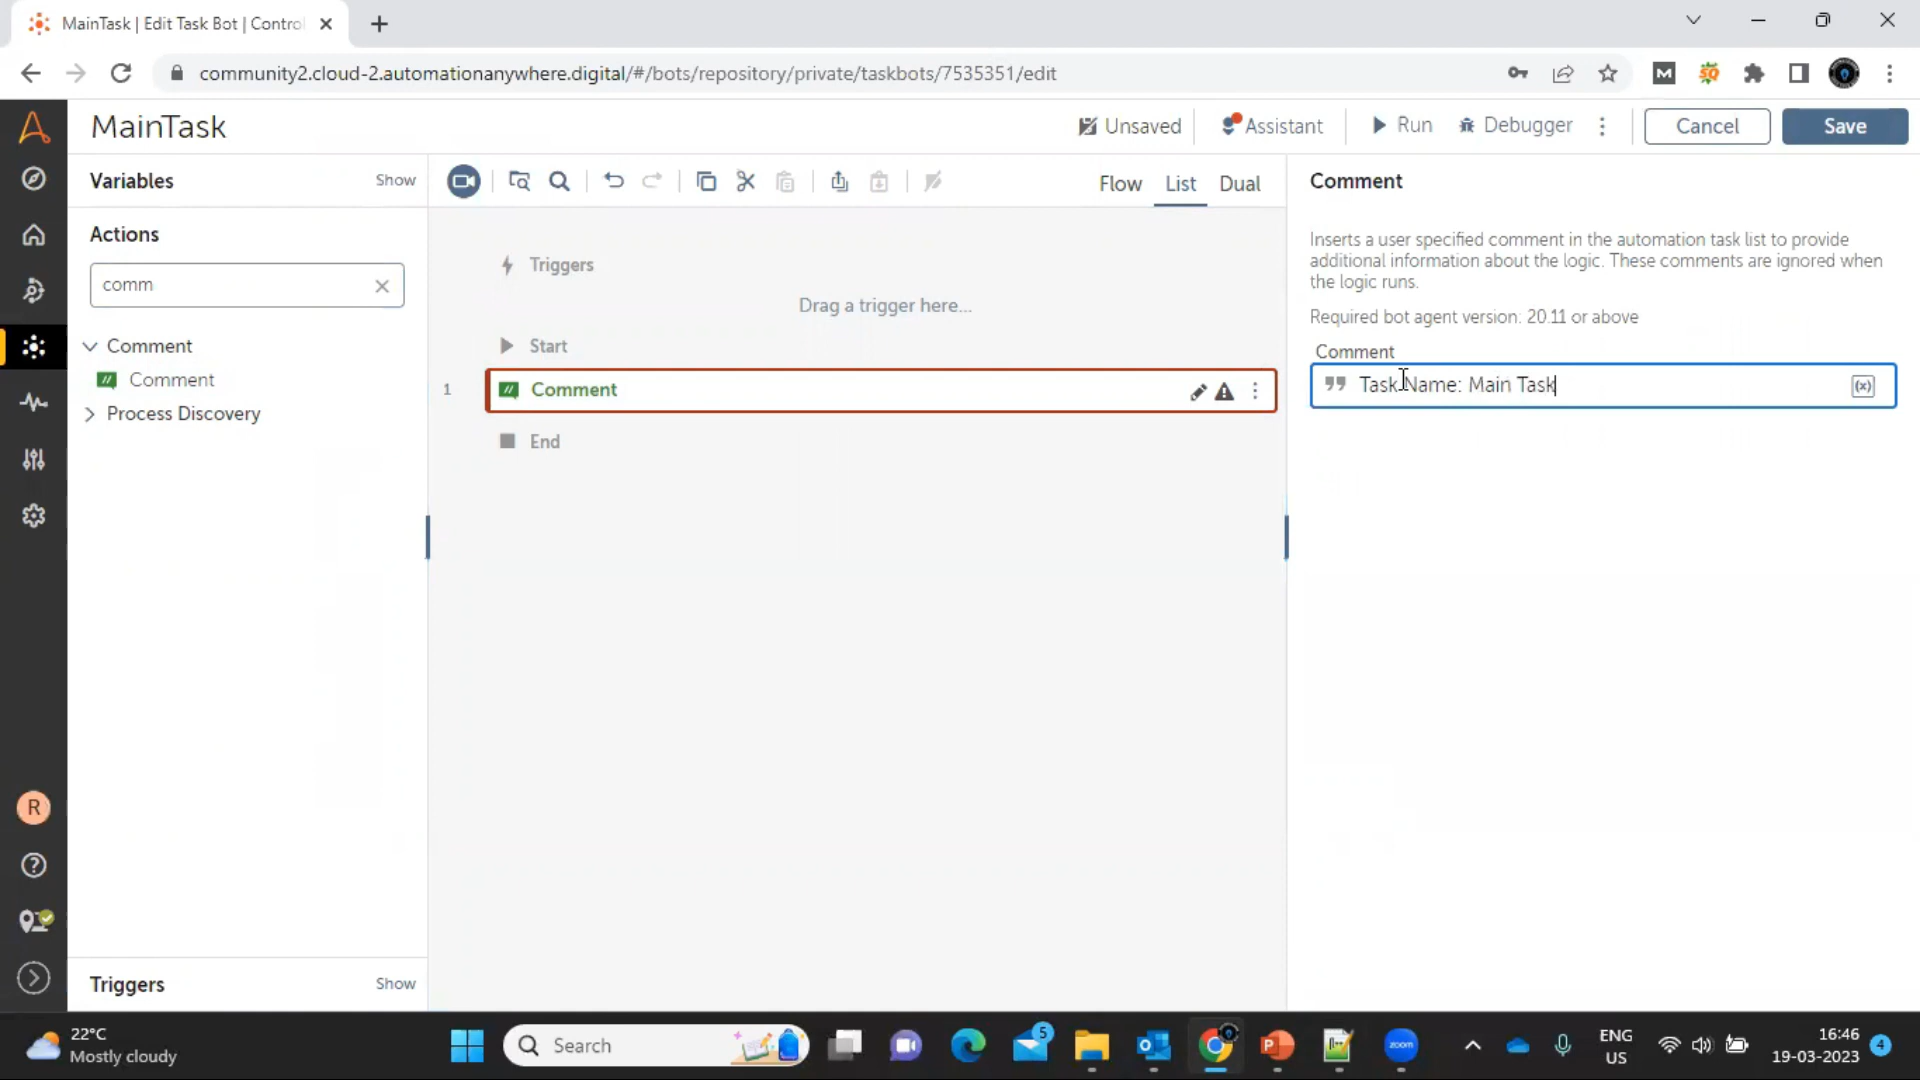 MainTask | Edit Task Bot | Contro
community2.cloud-2.automationanywhere.digital/#/bots/repository/private/taskbots/7535351/edit
MainTask
Unsaved
Assistant
Run
Debugger
Cancel
Save
Variables
Show
Flow
List
Dual
Comment
Actions
comm
Comment
Comment
Process Discovery
Triggers
Drag a trigger here...
Start
1
Comment
End
Inserts a user specified comment in the automation task list to provide
additional information about the logic. These comments are ignored when
the logic runs.
Required bot agent version: 20.11 or above
Comment
Task Name: Main Task
(x)
R
Triggers
Show
22°C
Mostly cloudy
Search
5
zoom
ENG
US
16:46
19-03-2023
4